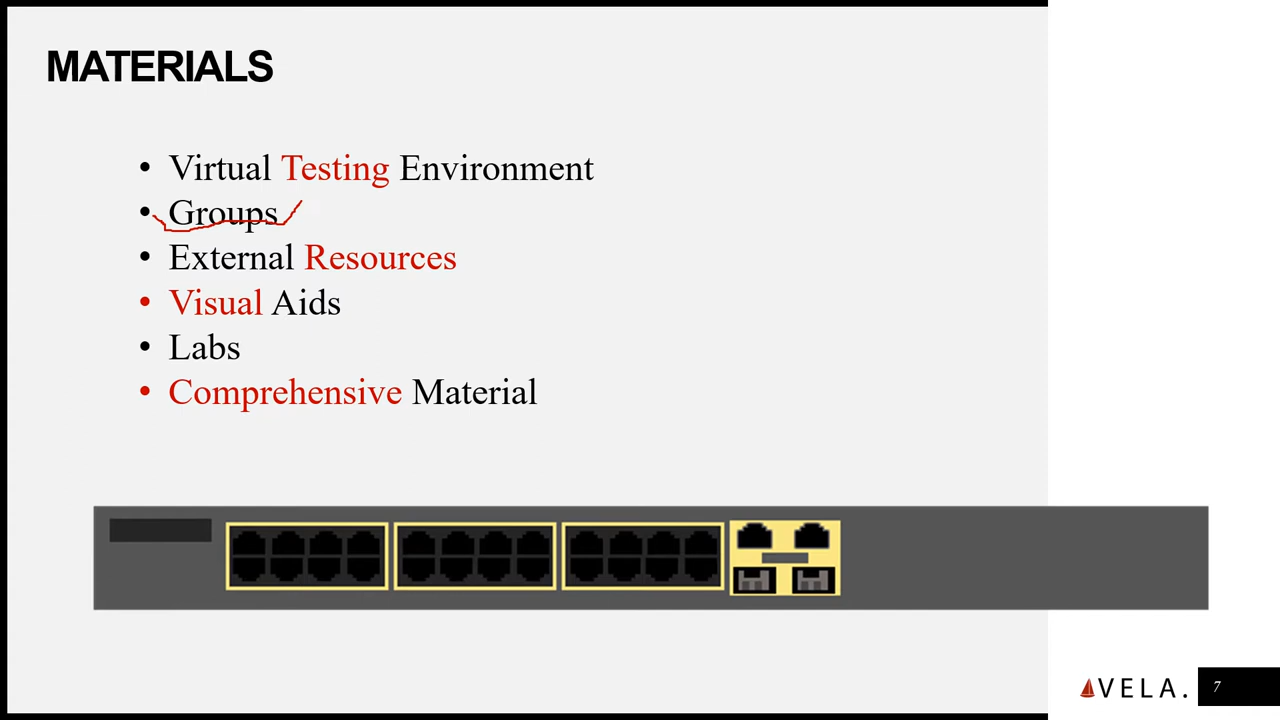 MATERIALS
• Virtual Testing Environment
• Groups
• External Resources
• Visual Aids
• Labs
• Comprehensive Material
VELA.
7